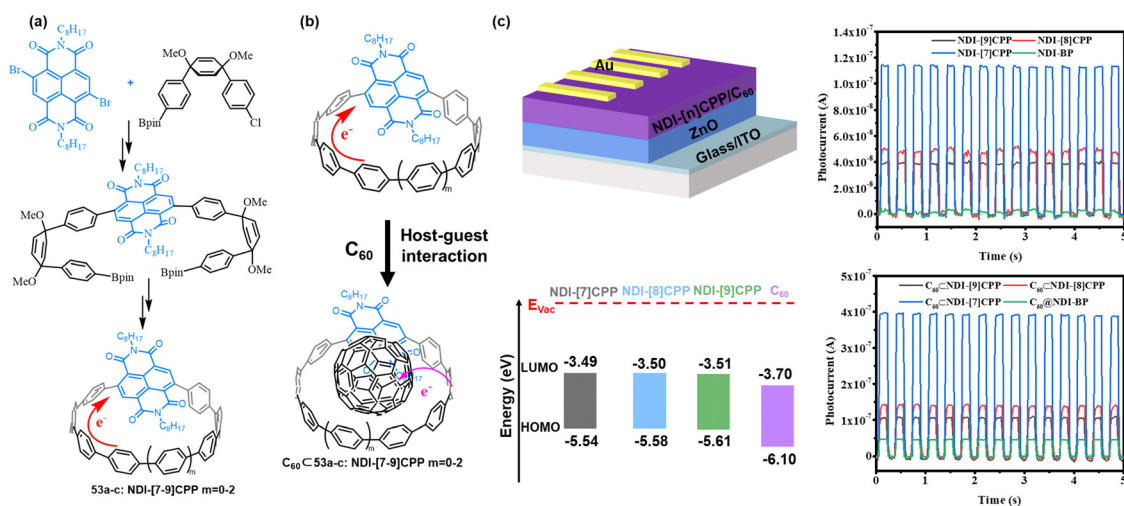 (a)
C8H17
O
N
O
Br
Br
O
N
O
C8H17
+
MeO
OMe
Bpin
Cl
C8H17
O
N
O
MeO
OMe
O
N
O
C8H17
MeO
OMe
Bpin
Bpin
C8H17
O
N
O
O
N
O
C8H17
e-
m
53a-c: NDI-[7-9]CPP m=0-2
(b)
C8H17
O
N
O
O
N
O
C8H17
e-
m
C60
Host-guest
interaction
C8H17
O
N
O
e-
m
C60⊂53a-c: NDI-[7-9]CPP m=0-2
(c)
Au
NDI-[n]CPP/C60
ZnO
Glass/ITO
NDI-[7]CPP NDI-[8]CPP NDI-[9]CPP C60
EVac
Energy (eV)
LUMO
-3.49 -3.50 -3.51 -3.70
HOMO
-5.54 -5.58 -5.61 -6.10
NDI-[9]CPP NDI-[8]CPP
NDI-[7]CPP NDI-BP
Photocurrent (A)
1.4x10-7
1.2x10-7
1.0x10-7
8.0x10-8
6.0x10-8
4.0x10-8
2.0x10-8
0.0
0 1 2 3 4 5
Time (s)
C60⊂NDI-[9]CPP C60⊂NDI-[8]CPP
C60⊂NDI-[7]CPP C60@NDI-BP
Photocurrent (A)
5x10-7
4x10-7
3x10-7
2x10-7
1x10-7
0
0 1 2 3 4 5
Time (s)